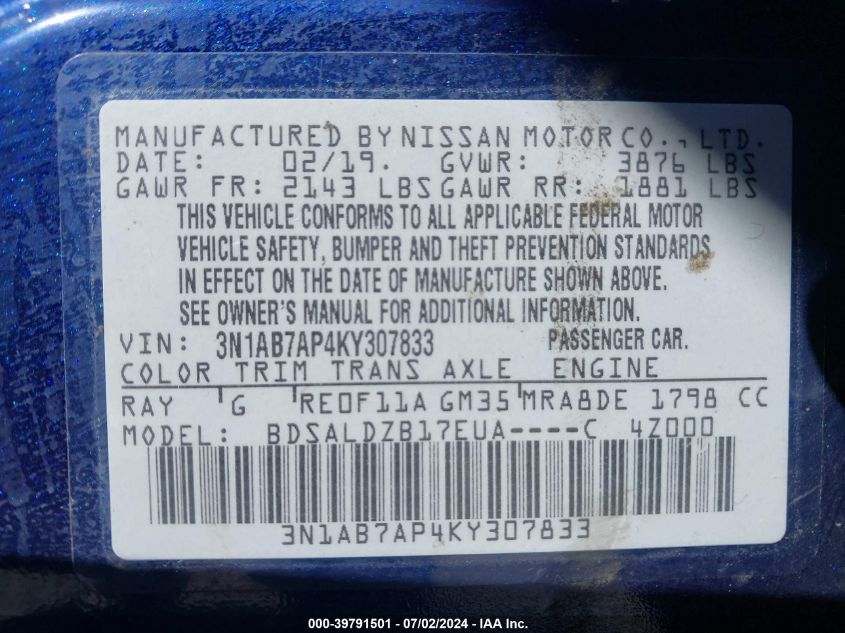 MANUFACTURED BY NISSAN MOTOR CO., LTD.
DATE: 02/19. GVWR: 3876 LBS
GAWR FR: 2143 LBS GAWR RR: 1881 LBS
THIS VEHICLE CONFORMS TO ALL APPLICABLE FEDERAL MOTOR
VEHICLE SAFETY, BUMPER AND THEFT PREVENTION STANDARDS
IN EFFECT ON THE DATE OF MANUFACTURE SHOWN ABOVE.
SEE OWNER'S MANUAL FOR ADDITIONAL INFORMATION.
VIN: 3N1AB7AP4KY307833 PASSENGER CAR.
COLOR TRIM TRANS AXLE ENGINE
RAY G RE0F11A GM35 MRA8DE 1798 CC
MODEL: BDSALDZB17EUA----C 4Z000
3N1AB7AP4KY307833
000-39791501 - 07/02/2024 - IAA Inc.